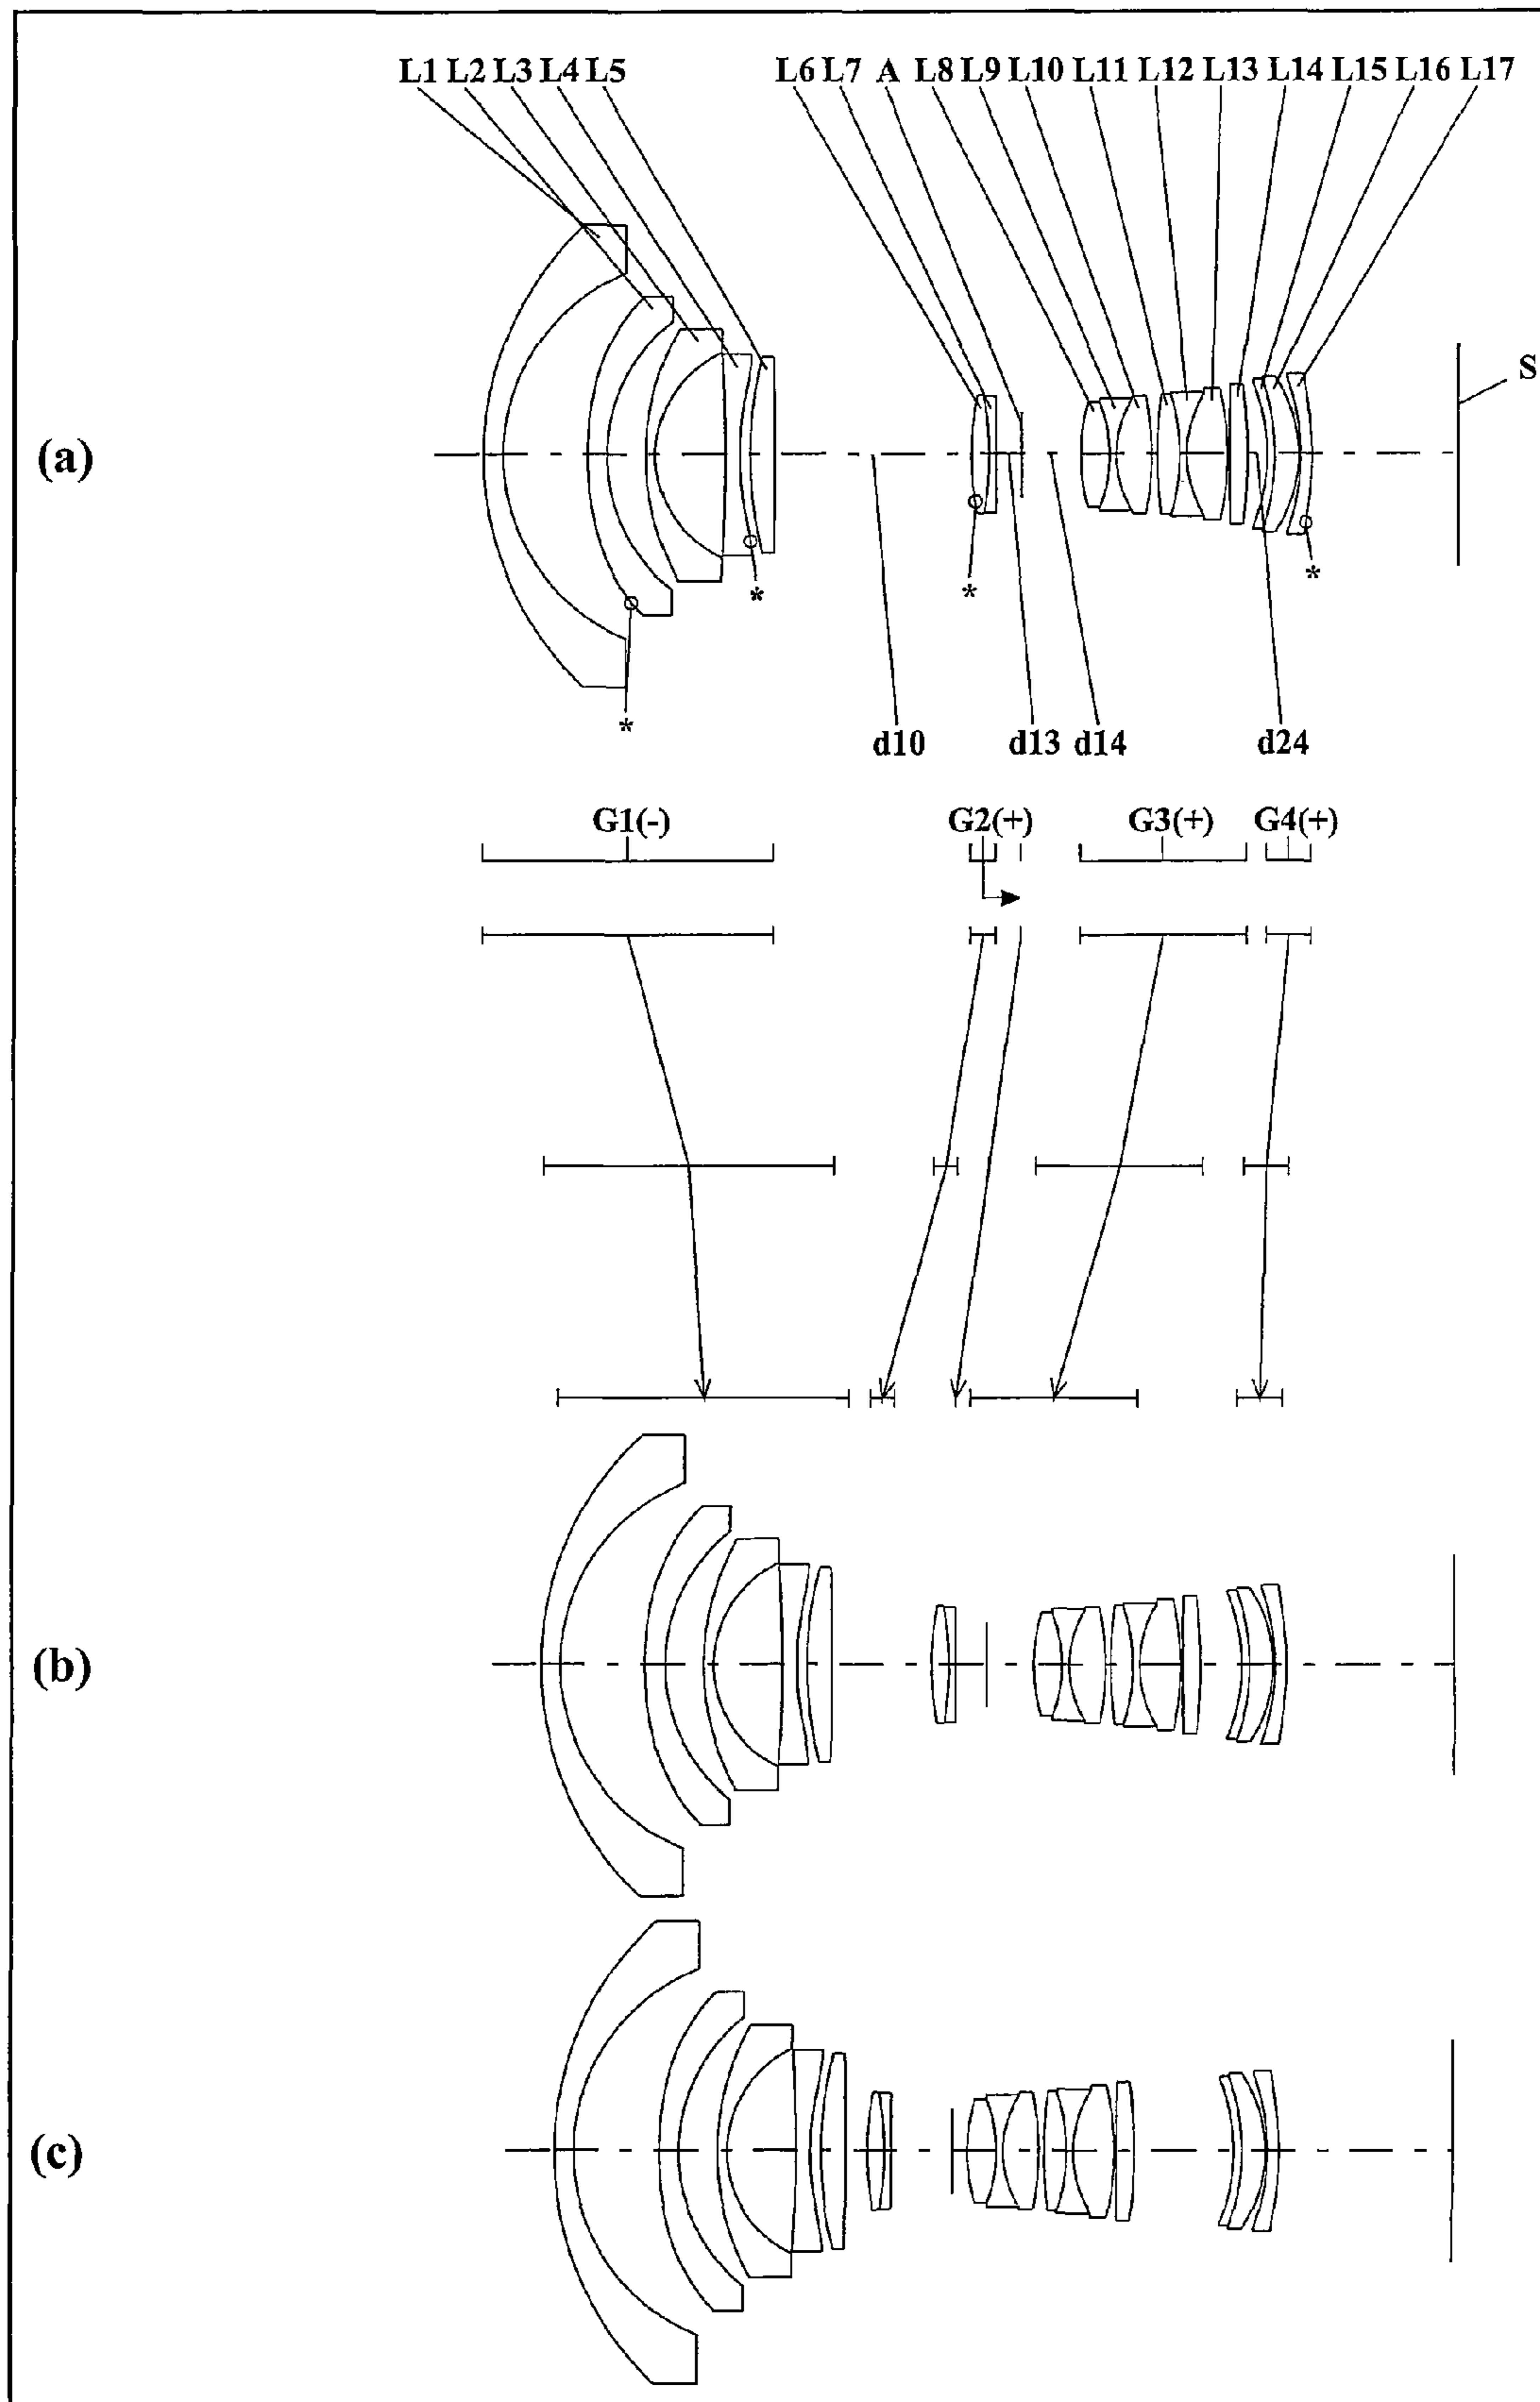 L1 L2 L3 L4 L5 L6 L7 A L8 L9 L10 L11 L12 L13 L14 L15 L16 L17
S
(a)
* * * *
*
d10 d13 d14 d24
G1(-) G2(+) G3(+) G4(+)
(b)
(c)